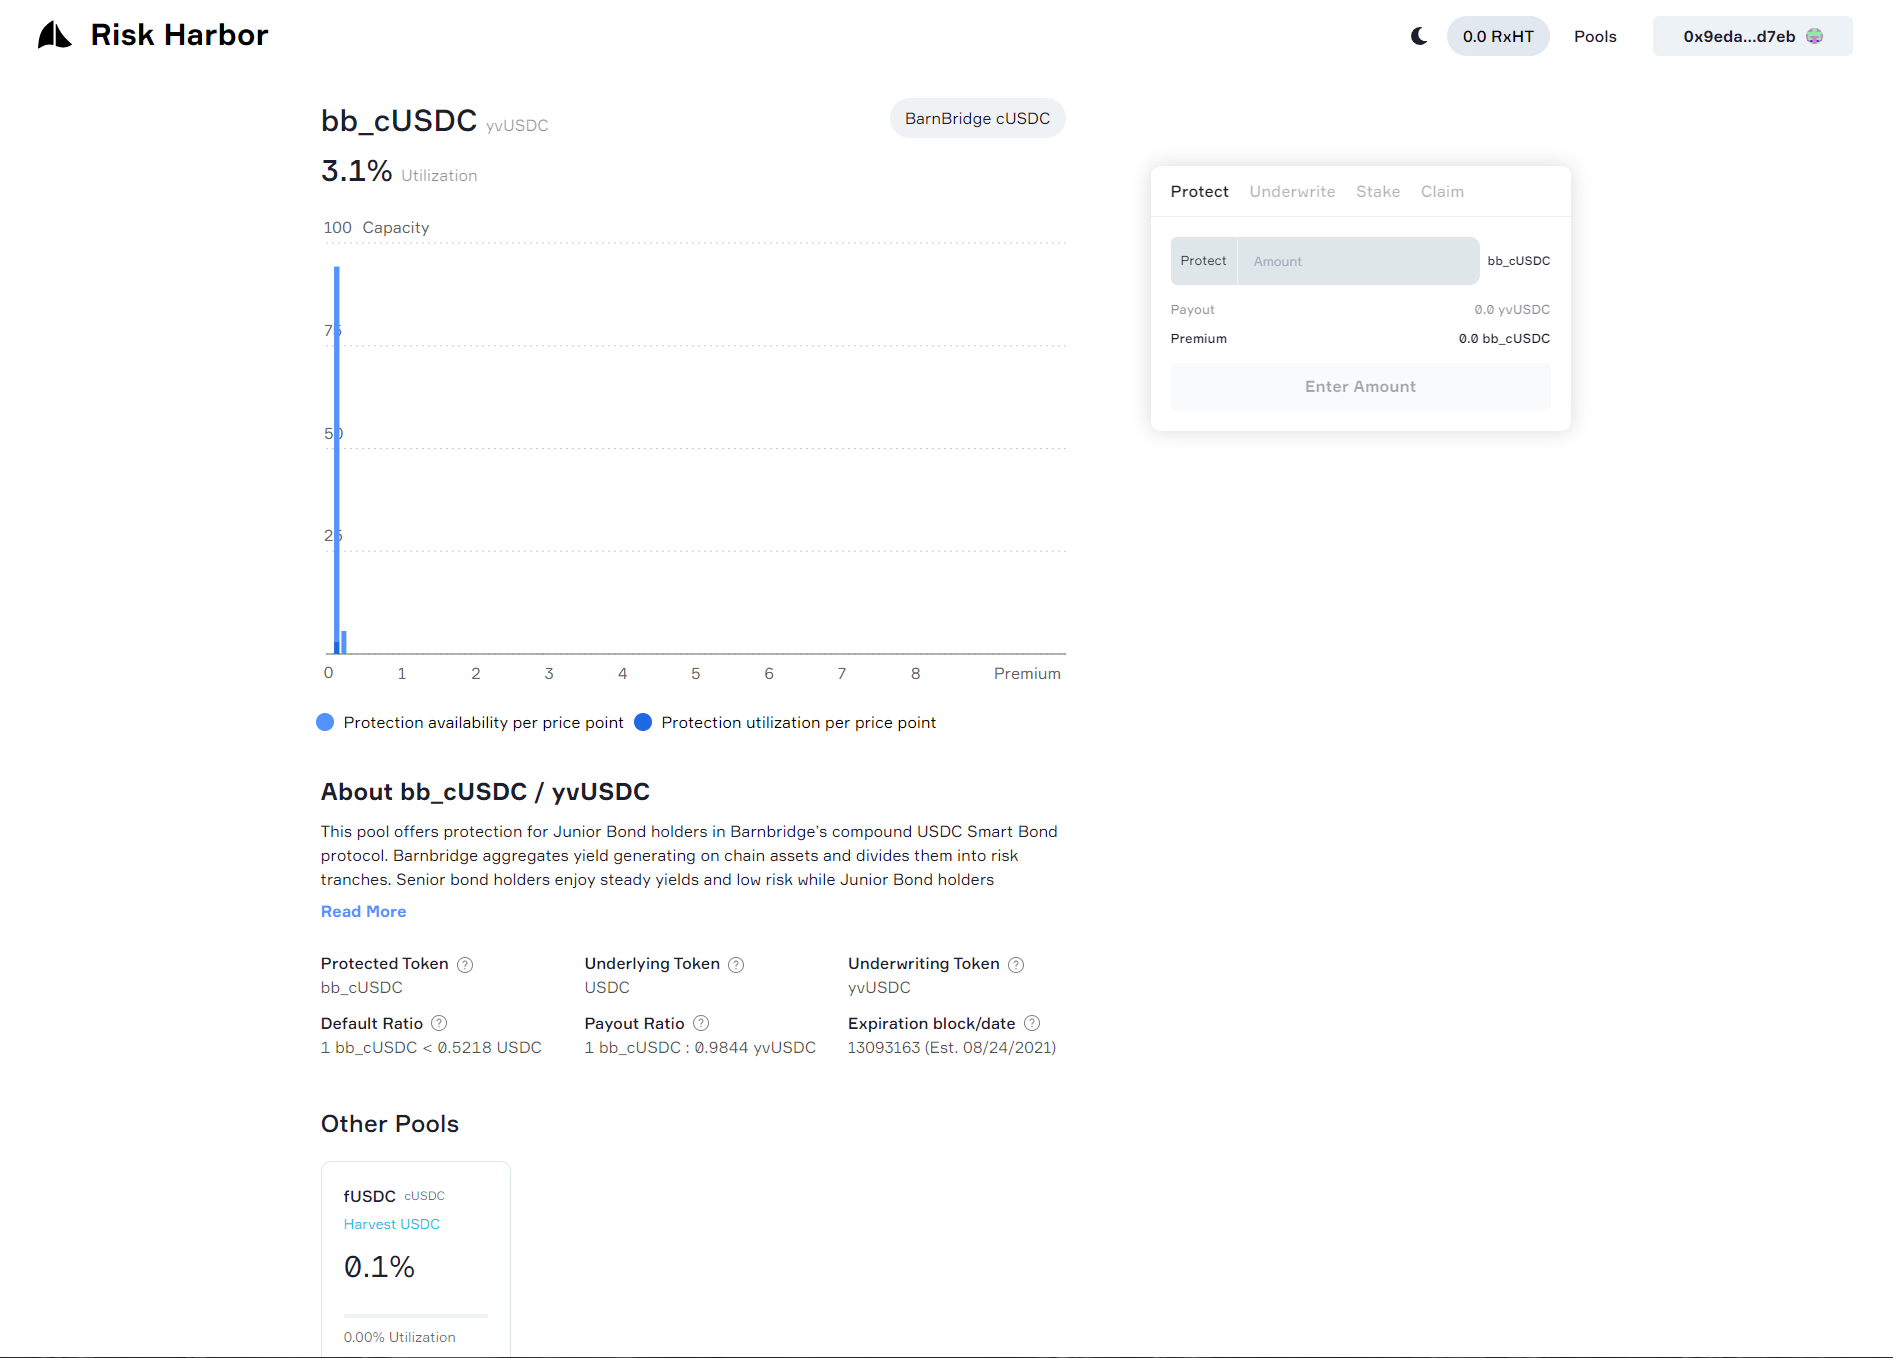 Risk Harbor
0.0 RxHT
Pools
0x9eda...d7eb
bb_cUSDC yvUSDC
BarnBridge cUSDC
3.1% Utilization
100 Capacity
75
50
25
0 1 2 3 4 5 6 7 8 Premium
Protection availability per price point
Protection utilization per price point
Protect Underwrite Stake Claim
Protect Amount bb_cUSDC
Payout 0.0 yvUSDC
Premium 0.0 bb_cUSDC
Enter Amount
About bb_cUSDC / yvUSDC
This pool offers protection for Junior Bond holders in Barnbridge's compound USDC Smart Bond
protocol. Barnbridge aggregates yield generating on chain assets and divides them into risk
tranches. Senior bond holders enjoy steady yields and low risk while Junior Bond holders
Read More
Protected Token ?
bb_cUSDC
Underlying Token ?
USDC
Underwriting Token ?
yvUSDC
Default Ratio ?
1 bb_cUSDC < 0.5218 USDC
Payout Ratio ?
1 bb_cUSDC : 0.9844 yvUSDC
Expiration block/date ?
13093163 (Est. 08/24/2021)
Other Pools
fUSDC cUSDC
Harvest USDC
0.1%
0.00% Utilization